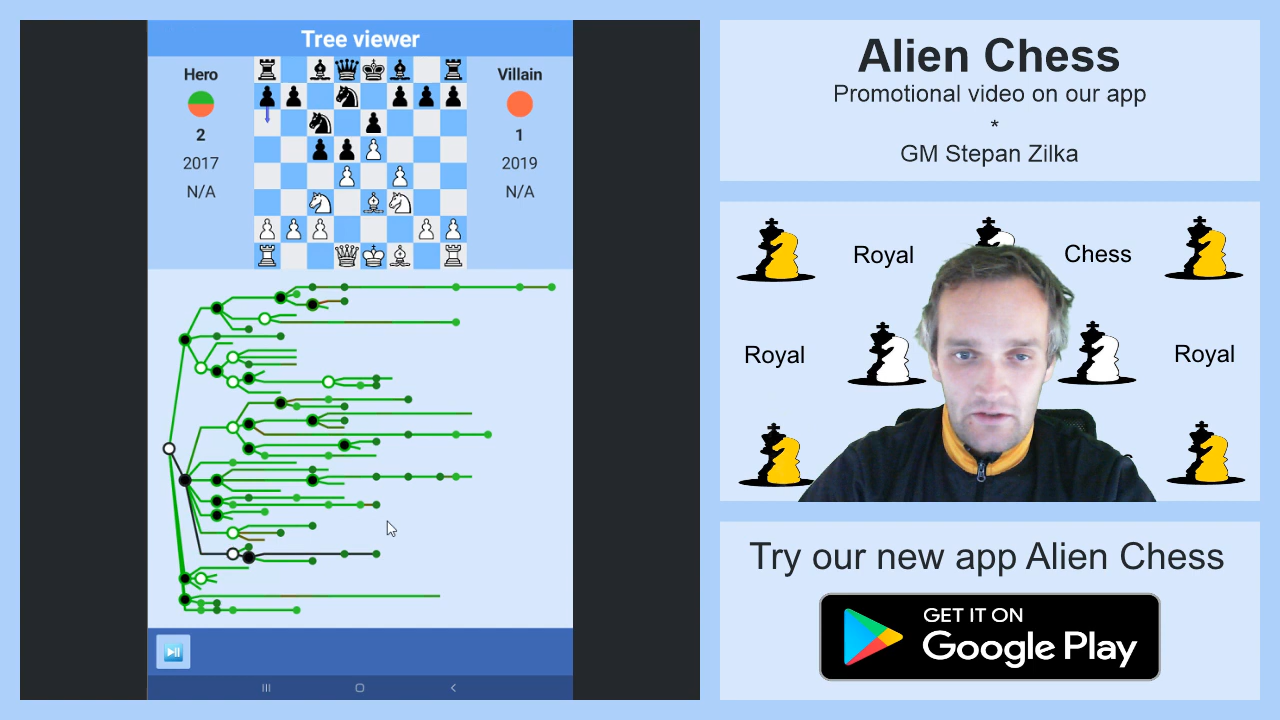 Tree viewer
Hero
2
2017
N/A
Villain
1
2019
N/A
Alien Chess
Promotional video on our app
*
GM Stepan Zilka
Royal
Chess
Royal
Royal
Try our new app Alien Chess
GET IT ON
Google Play